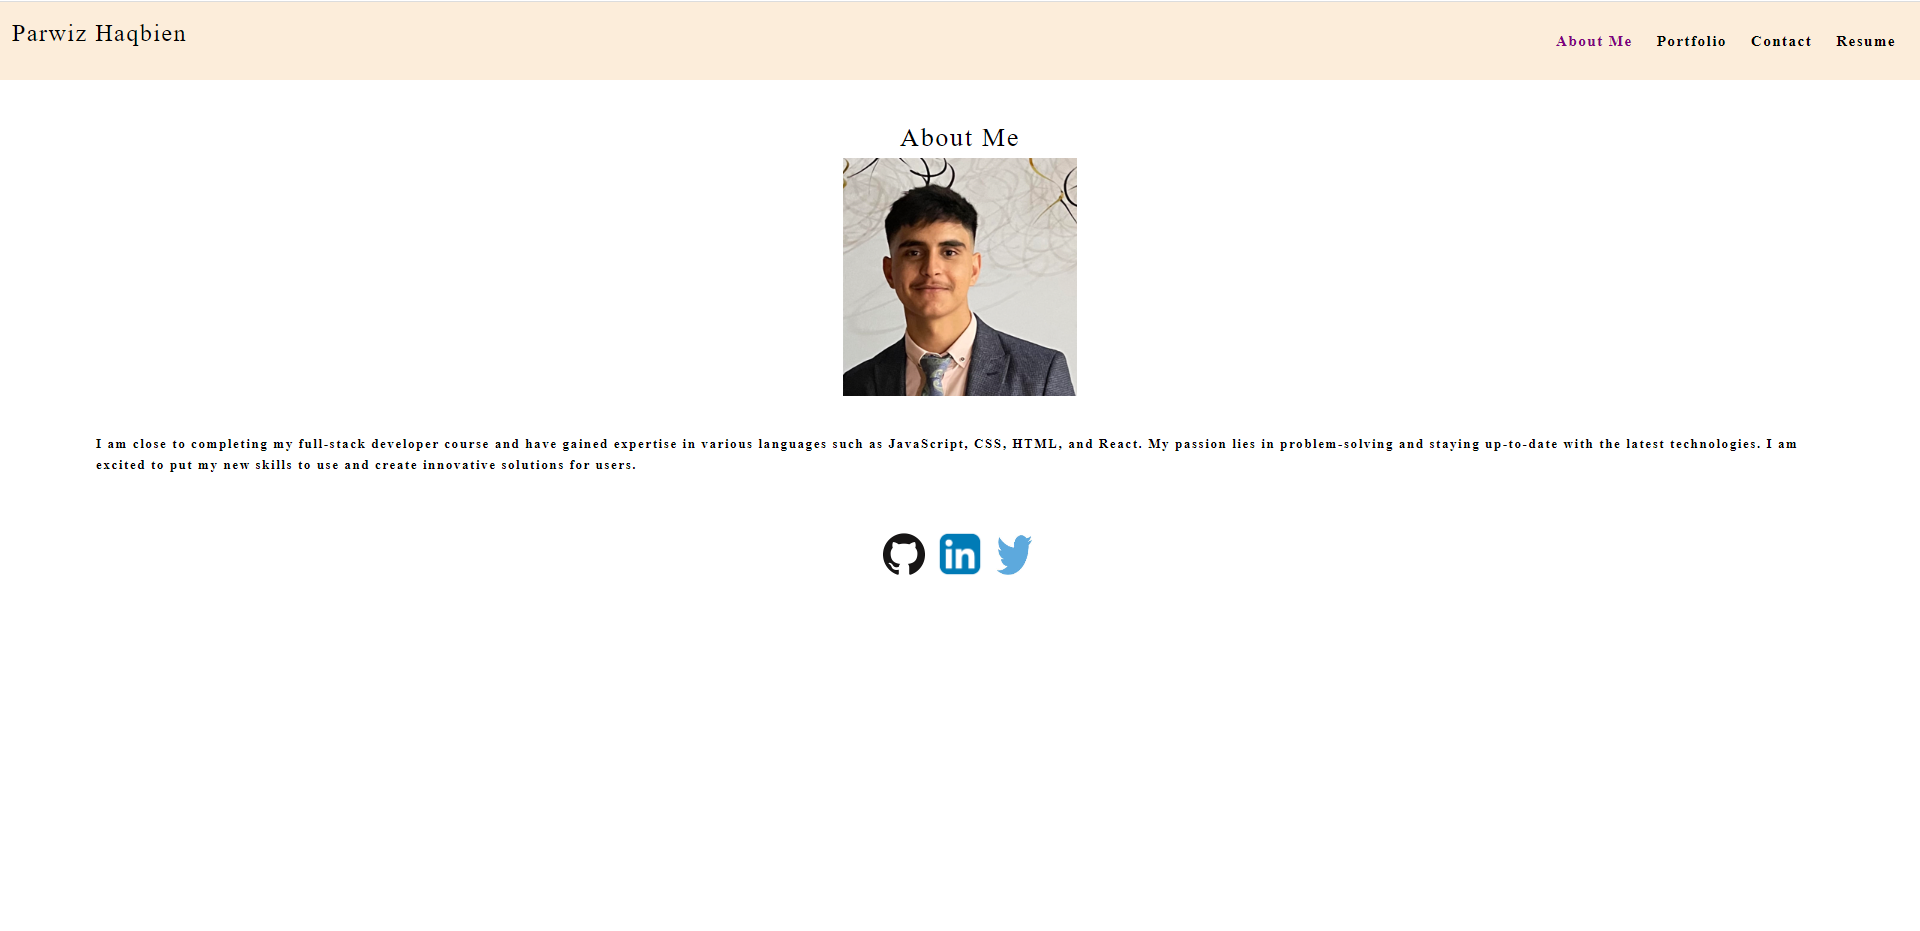 Parwiz Haqbien
About Me Portfolio Contact Resume
About Me
I am close to completing my full-stack developer course and have gained expertise in various languages such as JavaScript, CSS, HTML, and React. My passion lies in problem-solving and staying up-to-date with the latest technologies. I am
excited to put my new skills to use and create innovative solutions for users.
in